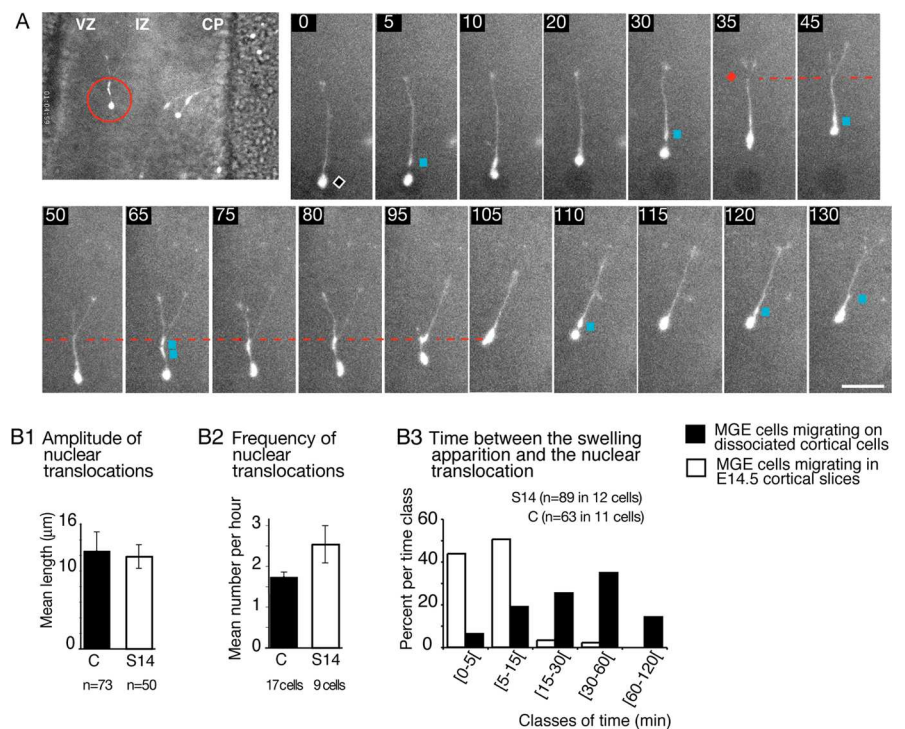 A
VZ IZ CP
0 5 10 20 30 35 45
50 65 75 80 95 105 110 115 120 130
B1 Amplitude of
nuclear
translocations
Mean length (μm)
16
12
8
4
0
C S14
n=73 n=50
B2 Frequency of
nuclear
translocations
Mean number per hour
3
2
1
0
C S14
17cells 9cells
B3 Time between the swelling
apparition and the nuclear
translocation
S14 (n=89 in 12 cells)
C (n=63 in 11 cells)
Percent per time class
60
40
20
0
[0-5[
[5-15[
[15-30[
[30-60[
[60-120[
Classes of time (min)
MGE cells migrating on
dissociated cortical cells
MGE cells migrating in
E14.5 cortical slices